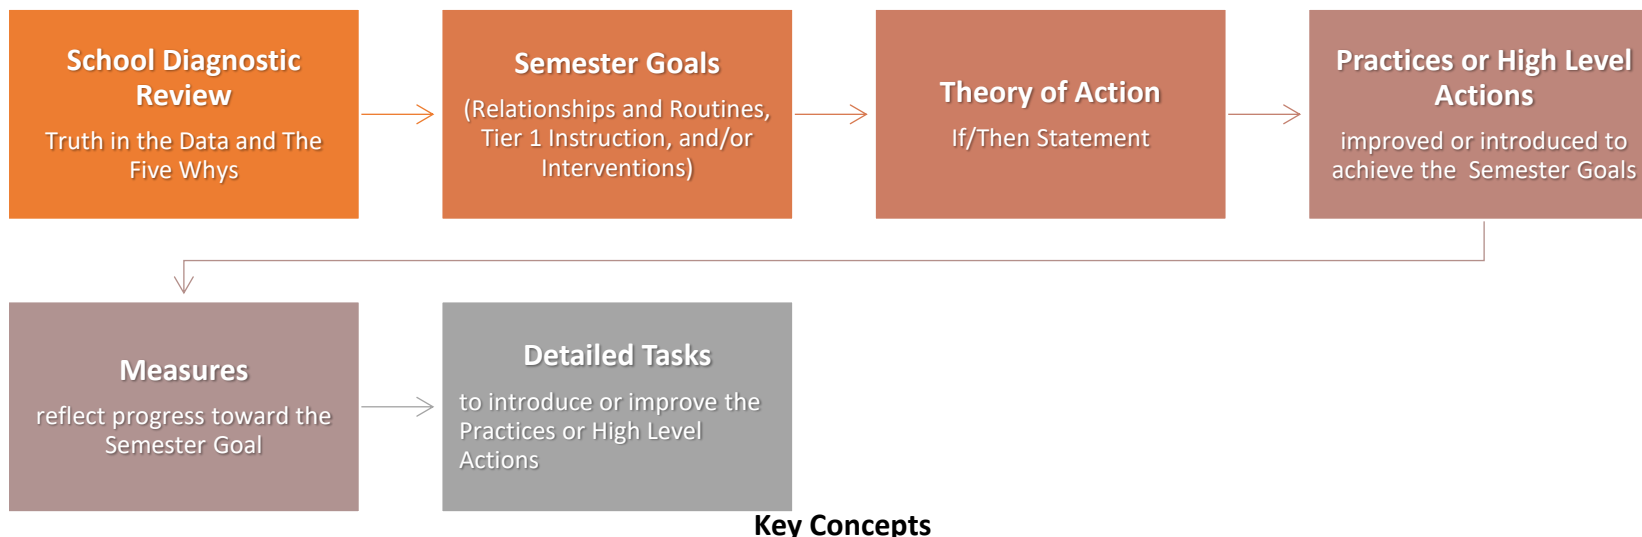 School Diagnostic
Review
Truth in the Data and The
Five Whys
Semester Goals
(Relationships and Routines,
Tier 1 Instruction, and/or
Interventions)
Theory of Action
If/Then Statement
Practices or High Level
Actions
improved or introduced to
achieve the  Semester Goals
Measures
reflect progress toward the
Semester Goal
Detailed Tasks
to introduce or improve the
Practices or High Level
Actions
Key Concepts